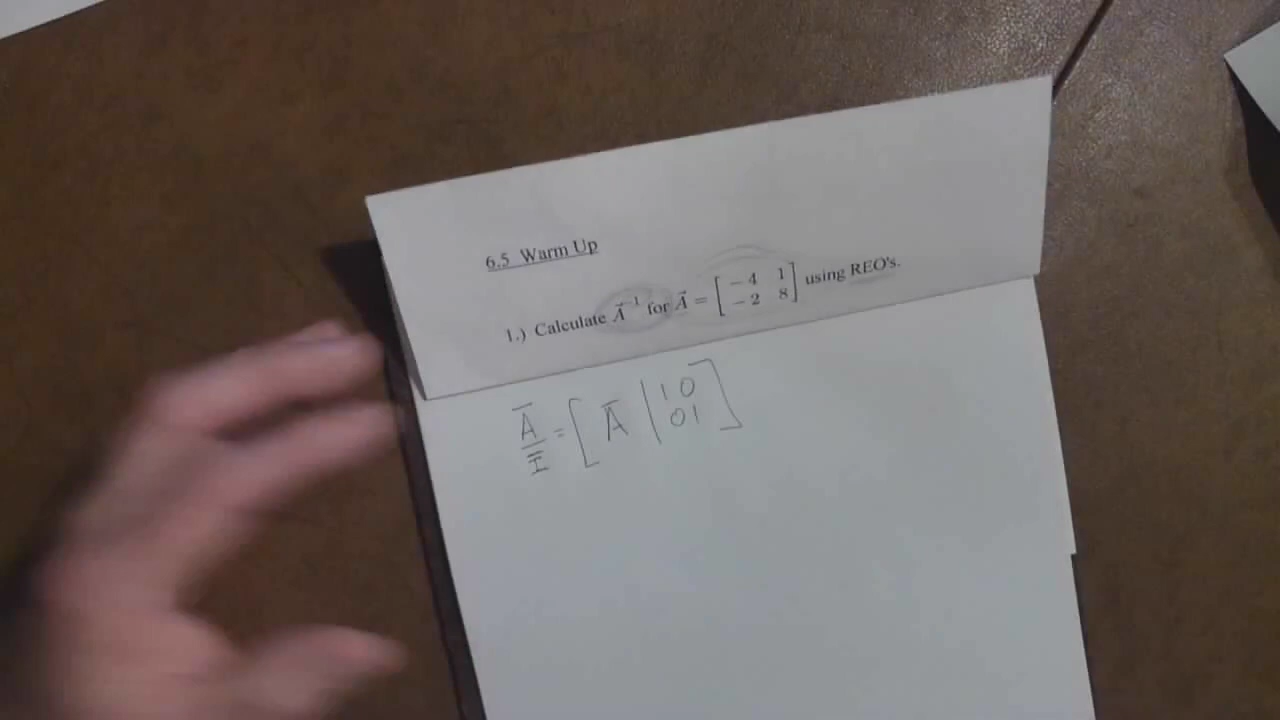 6.5 Warm Up
1.) Calculate A⃗⁻¹ for A⃗ = [−4 1; −2 8] using REO's.
A̅/I̅ = [A̅ | 1 0; 0 1]